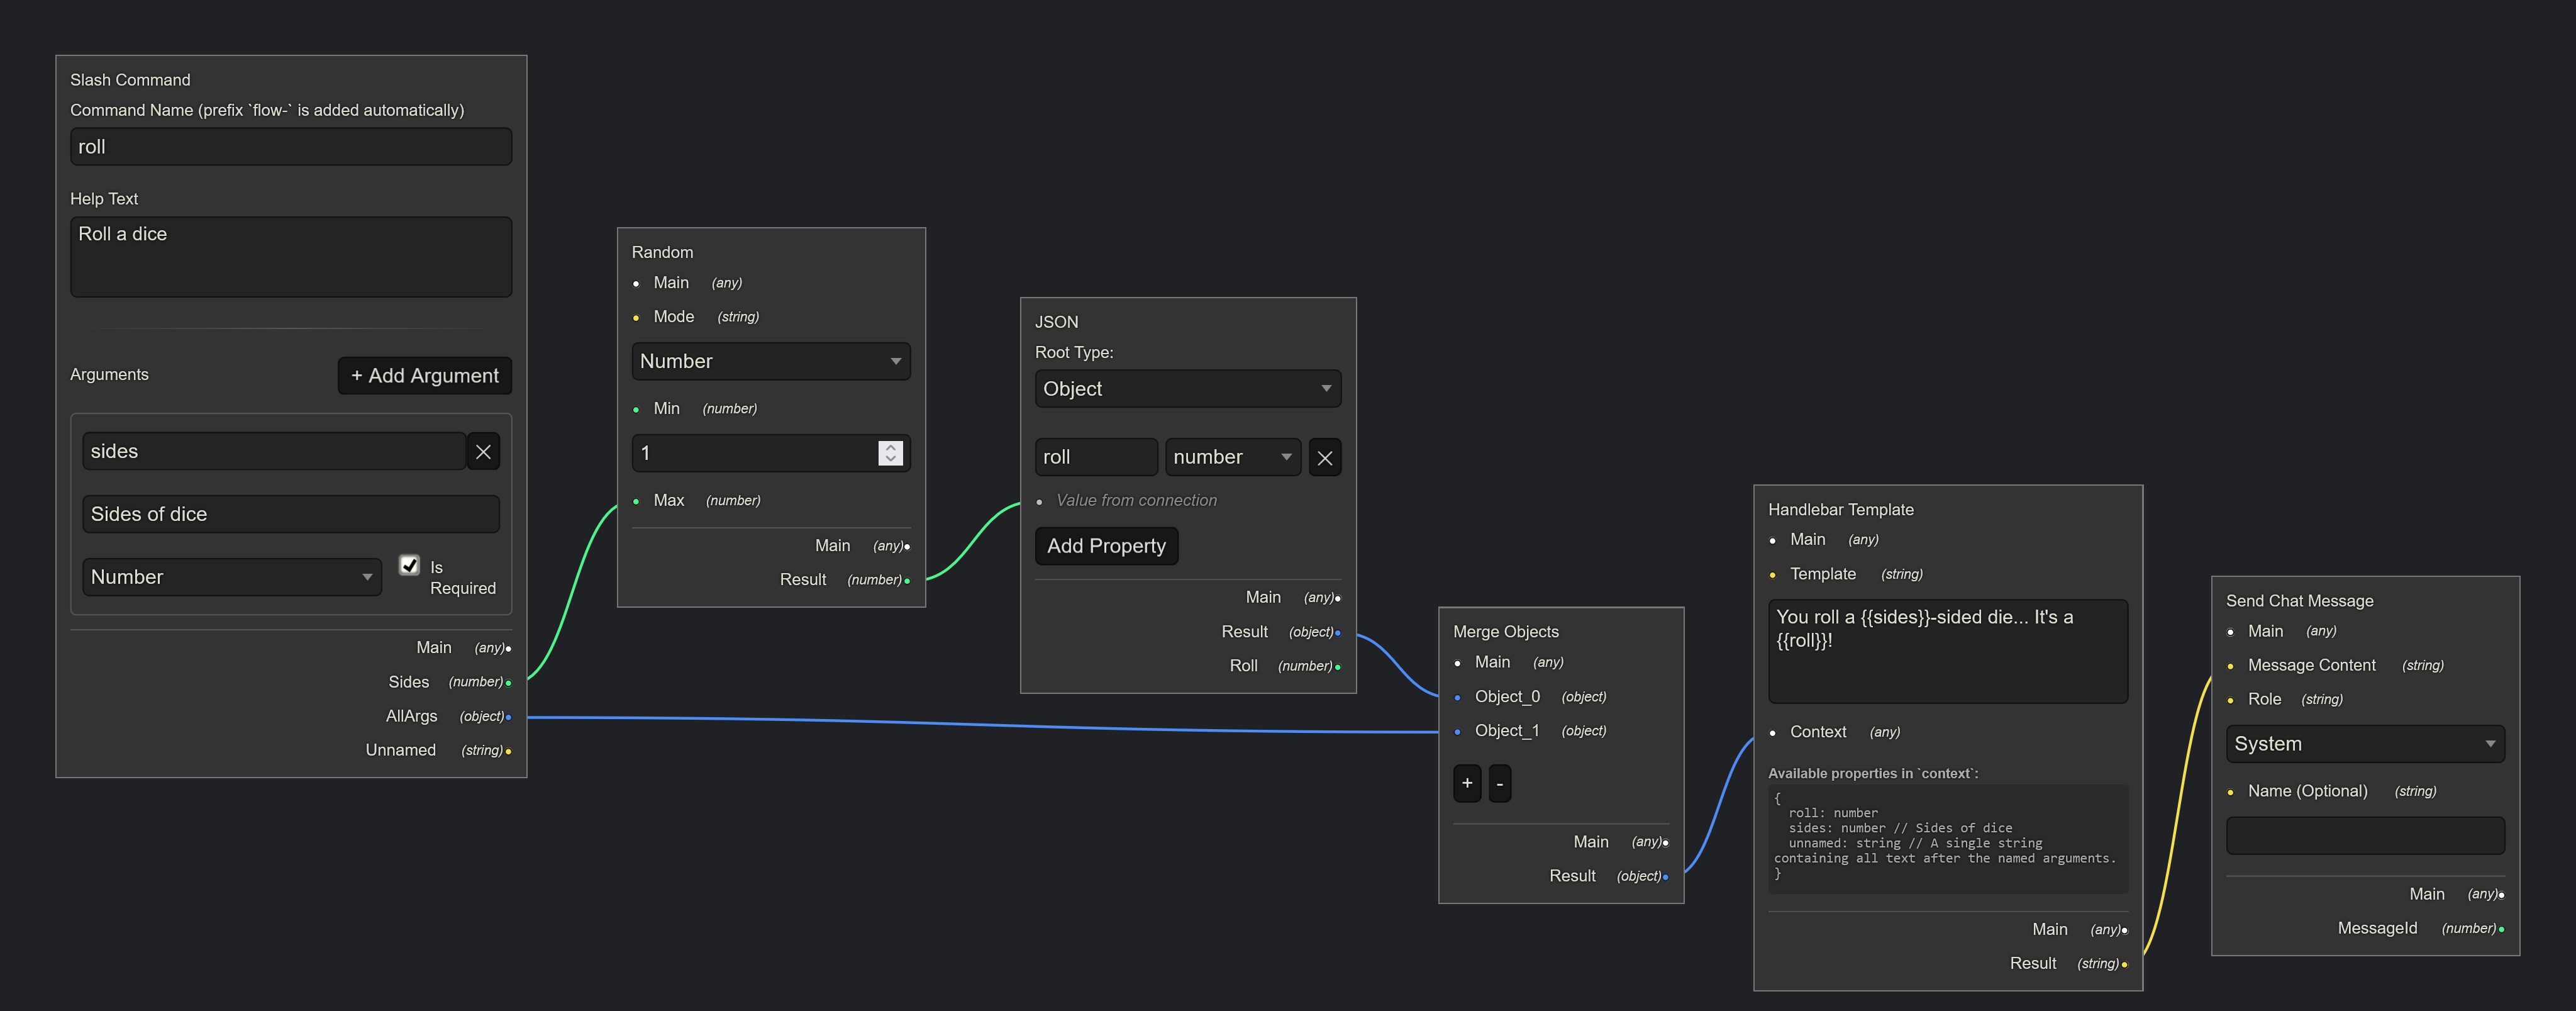 Slash Command
Command Name (prefix `flow-` is added automatically)
roll
Help Text
Roll a dice
Arguments
+ Add Argument
sides
Sides of dice
Number
Is
Required
Main (any)
Sides (number)
AllArgs (object)
Unnamed (string)
Random
Main (any)
Mode (string)
Number
Min (number)
1
Max (number)
Main (any)
Result (number)
JSON
Root Type:
Object
roll
number
Value from connection
Add Property
Main (any)
Result (object)
Roll (number)
Merge Objects
Main (any)
Object_0 (object)
Object_1 (object)
+ -
Main (any)
Result (object)
Handlebar Template
Main (any)
Template (string)
You roll a {{sides}}-sided die... It's a
{{roll}}!
Context (any)
Available properties in `context`:
{
roll: number
sides: number // Sides of dice
unnamed: string // A single string
containing all text after the named arguments.
}
Main (any)
Result (string)
Send Chat Message
Main (any)
Message Content (string)
Role (string)
System
Name (Optional) (string)
Main (any)
MessageId (number)